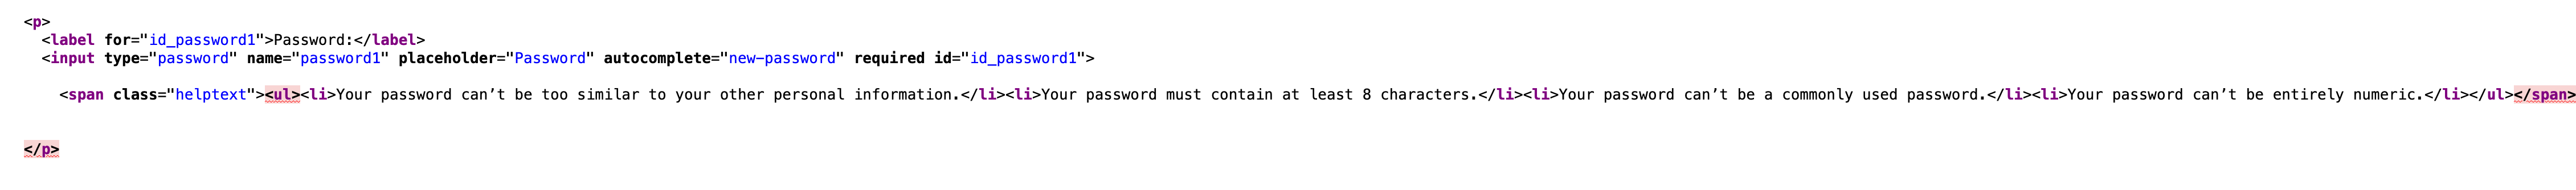 <p>
<label for="id_password1">Password:</label>
<input type="password" name="password1" placeholder="Password" autocomplete="new-password" required id="id_password1">
<span class="helptext"><ul><li>Your password can’t be too similar to your other personal information.</li><li>Your password must contain at least 8 characters.</li><li>Your password can’t be a commonly used password.</li><li>Your password can’t be entirely numeric.</li></ul></span>
</p>